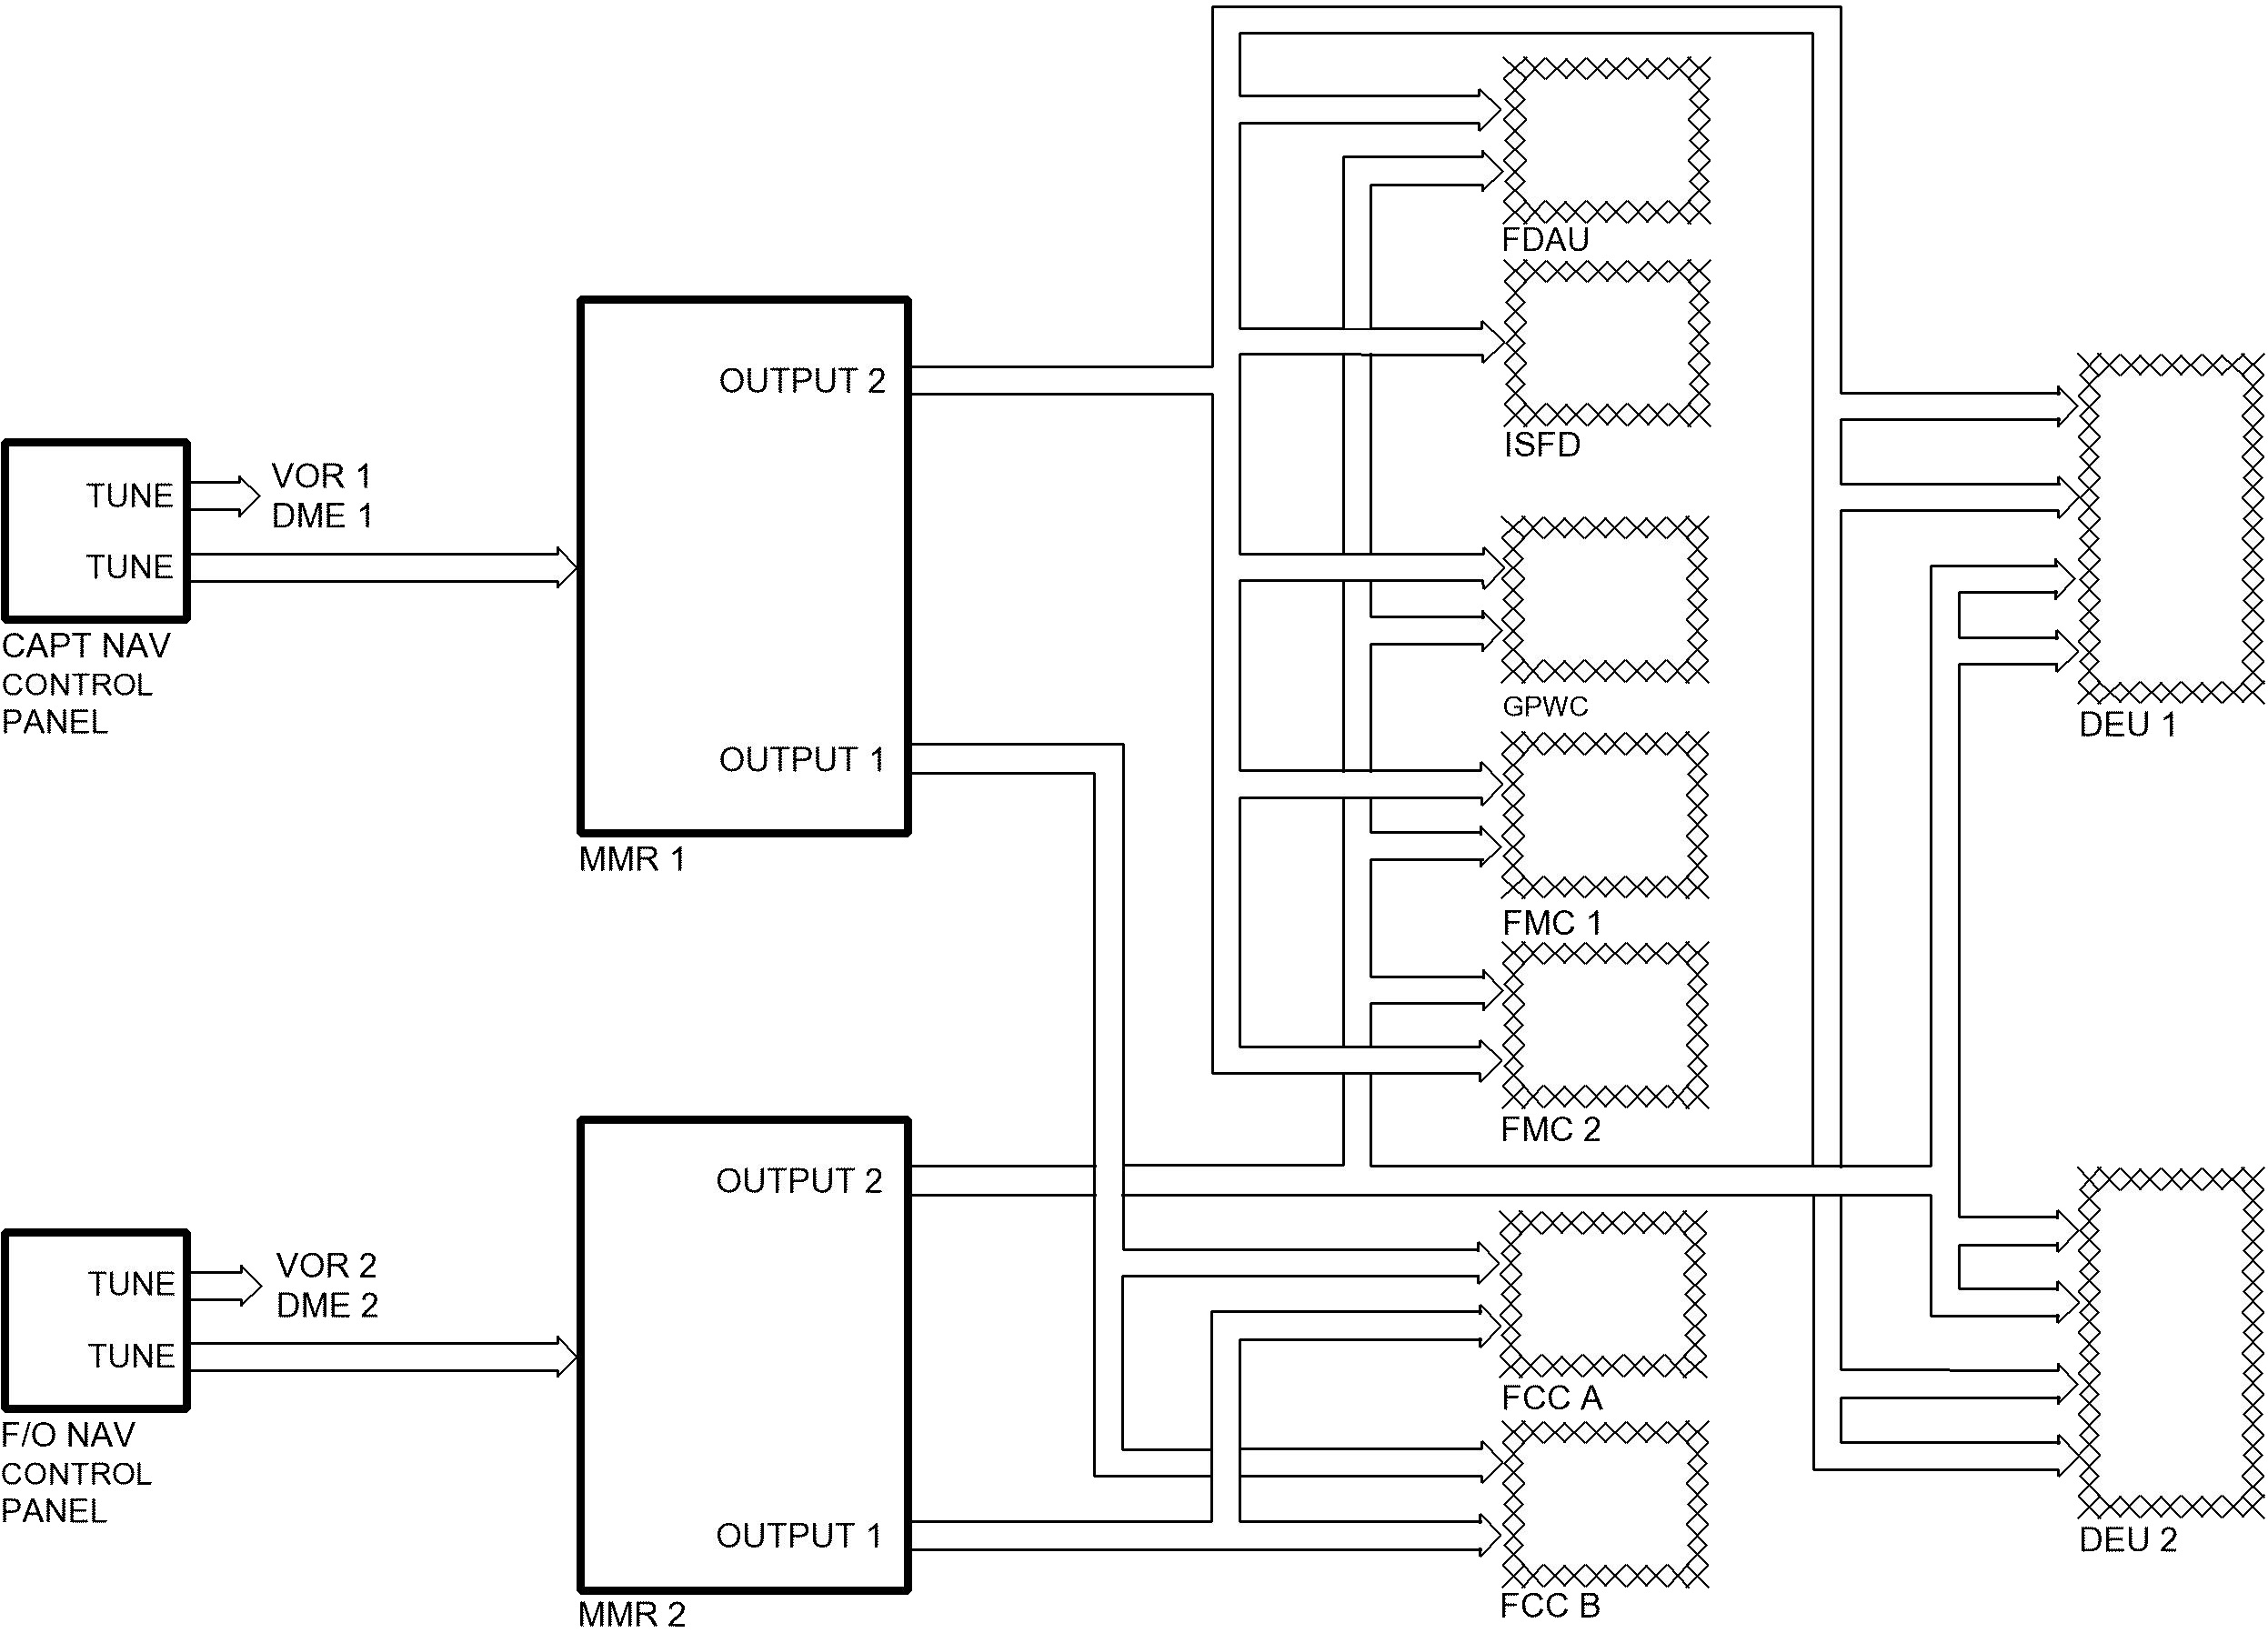 FDAU
ISFD
OUTPUT 2
TUNE
VOR 1
DME 1
TUNE
CAPT NAV
CONTROL
PANEL
GPWC
DEU 1
OUTPUT 1
MMR 1
FMC 1
FMC 2
OUTPUT 2
TUNE
VOR 2
DME 2
TUNE
F/O NAV
CONTROL
PANEL
FCC A
OUTPUT 1
DEU 2
MMR 2
FCC B